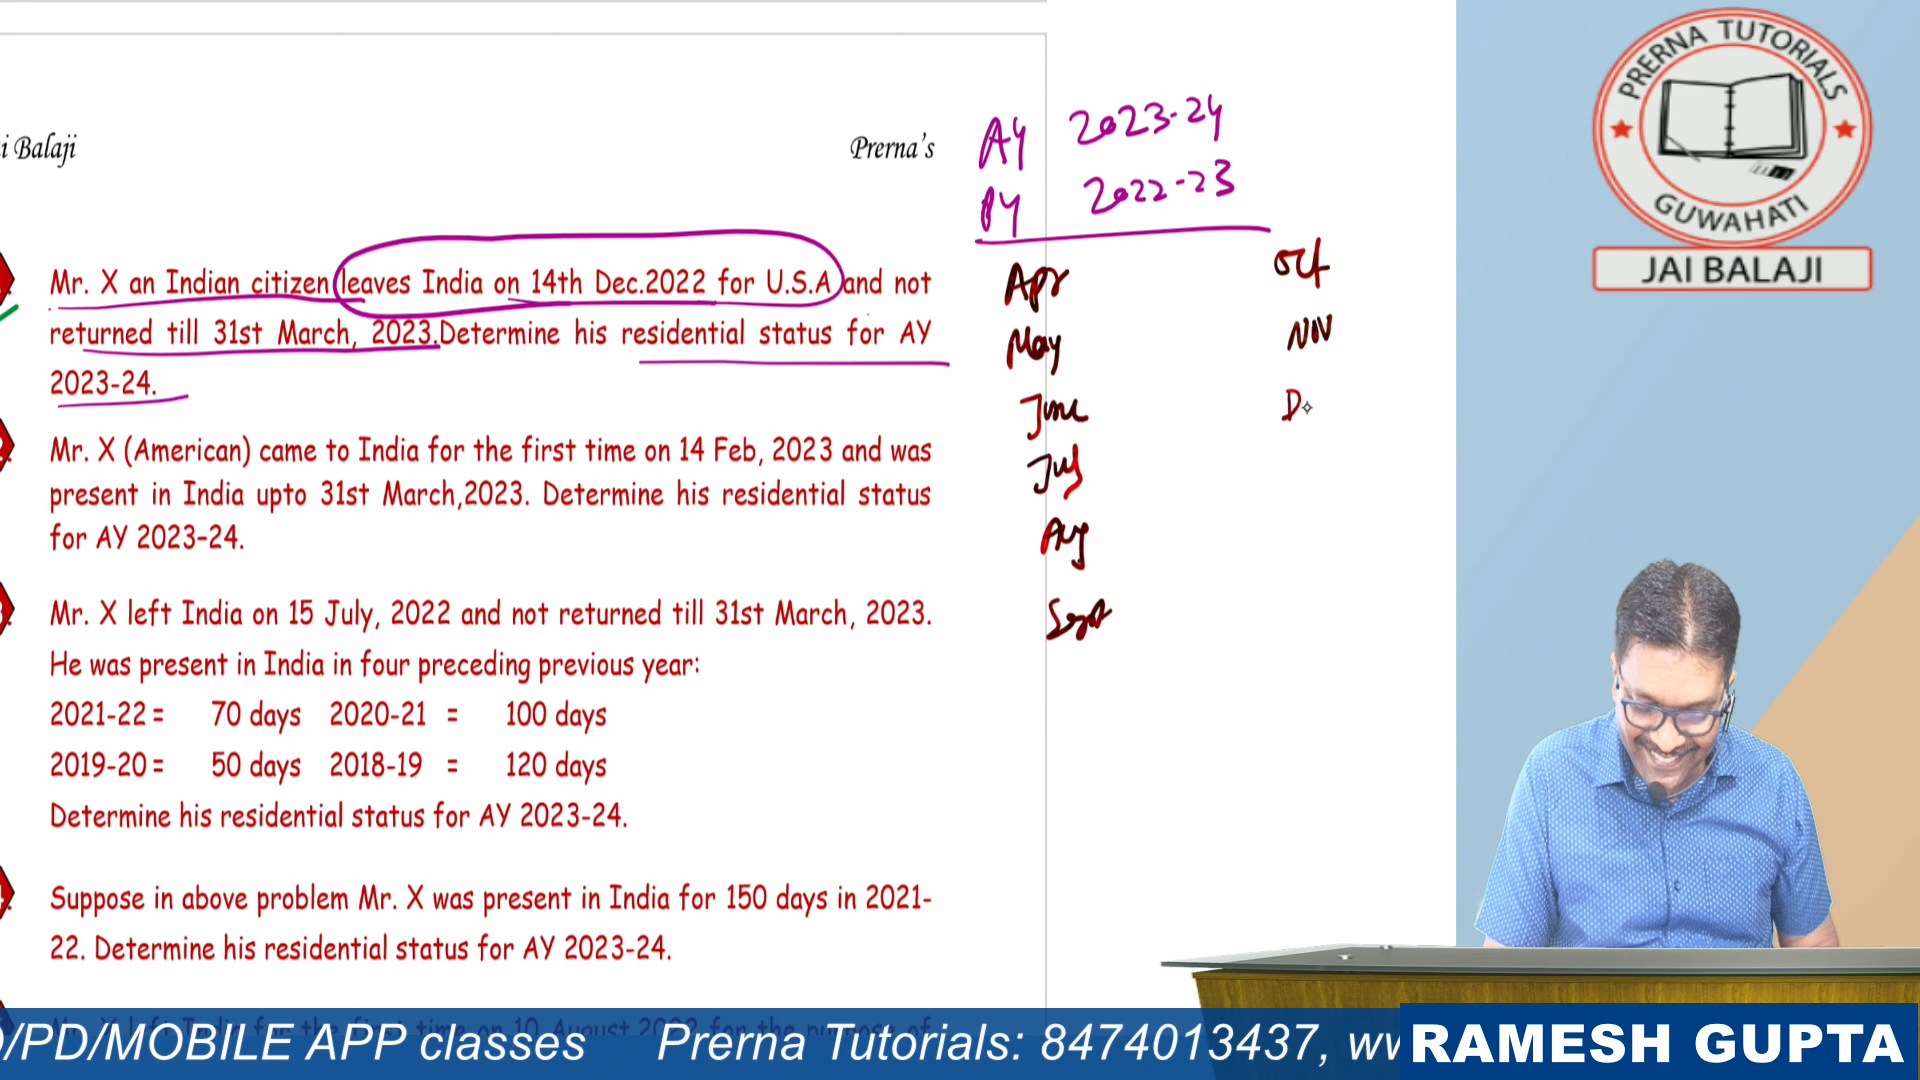 i Balaji
Prerna's
Mr. X an Indian citizen leaves India on 14th Dec.2022 for U.S.A and not
returned till 31st March, 2023.Determine his residential status for AY
2023-24.
Mr. X (American) came to India for the first time on 14 Feb, 2023 and was
present in India upto 31st March,2023. Determine his residential status
for AY 2023-24.
Mr. X left India on 15 July, 2022 and not returned till 31st March, 2023.
He was present in India in four preceding previous year:
2021-22 = 70 days 2020-21 = 100 days
2019-20 = 50 days 2018-19 = 120 days
Determine his residential status for AY 2023-24.
Suppose in above problem Mr. X was present in India for 150 days in 2021-
22. Determine his residential status for AY 2023-24.
AY 2023-24
PY 2022-23
Apr
May
June
July
Aug
Sept
Oct
Nov
D
PRERNA TUTORIALS
GUWAHATI
JAI BALAJI
D/PD/MOBILE APP classes Prerna Tutorials: 8474013437, ww
RAMESH GUPTA